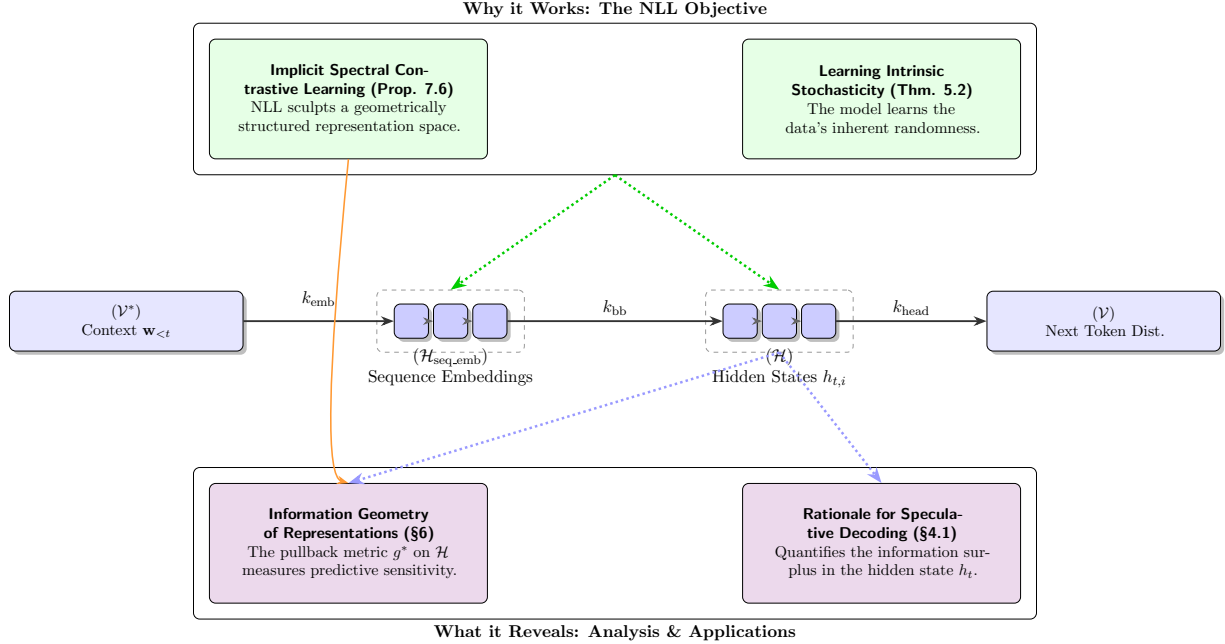 Why it Works: The NLL Objective
Implicit Spectral Con-
trastive Learning (Prop. 7.6)
NLL sculpts a geometrically
structured representation space.
Learning Intrinsic
Stochasticity (Thm. 5.2)
The model learns the
data's inherent randomness.
(𝒱*)
Context 𝐰<t
k_emb
(ℋ_seq_emb)
Sequence Embeddings
k_bb
(ℋ)
Hidden States h_{t,i}
k_head
(𝒱)
Next Token Dist.
Information Geometry
of Representations (§6)
The pullback metric g* on ℋ
measures predictive sensitivity.
Rationale for Specula-
tive Decoding (§4.1)
Quantifies the information sur-
plus in the hidden state h_t.
What it Reveals: Analysis & Applications